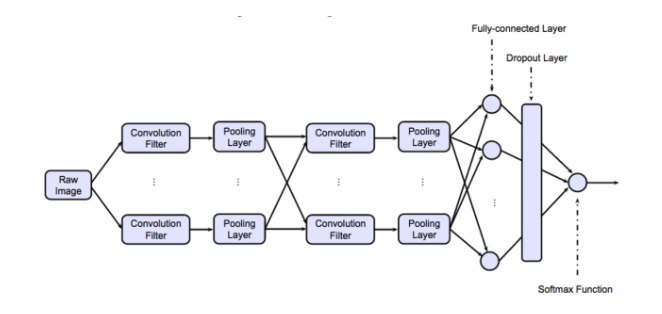 Fully-connected Layer
Dropout Layer
Convolution
Filter
Pooling
Layer
Convolution
Filter
Pooling
Layer
Raw
Image
Convolution
Filter
Pooling
Layer
Convolution
Filter
Pooling
Layer
Softmax Function